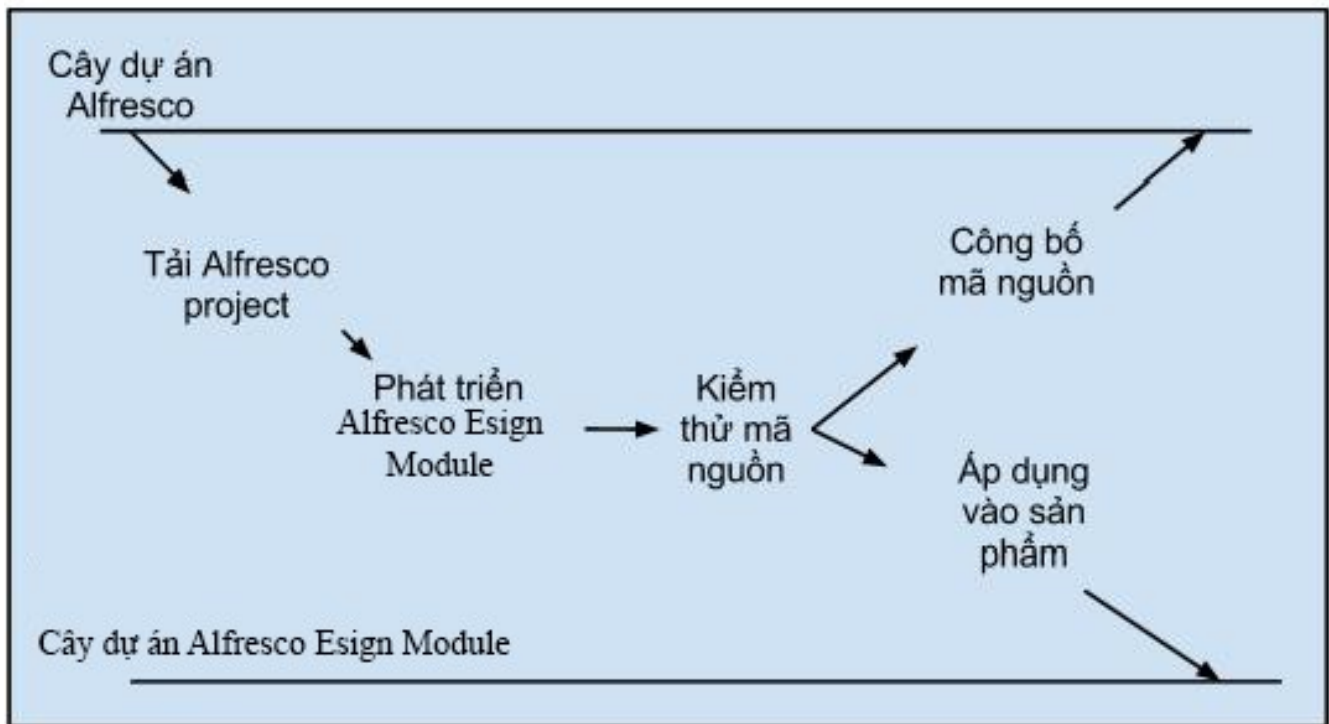 Cây dự án
Alfresco
Tải Alfresco
project
Phát triển
Alfresco Esign
Module
Kiểm
thử mã
nguồn
Công bố
mã nguồn
Áp dụng
vào sản
phẩm
Cây dự án Alfresco Esign Module